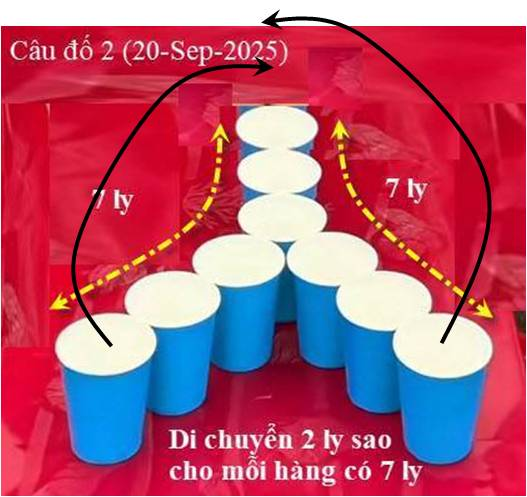 Câu đố 2 (20-Sep-2025)
7 ly
7 ly
Di chuyển 2 ly sao
cho mỗi hàng có 7 ly